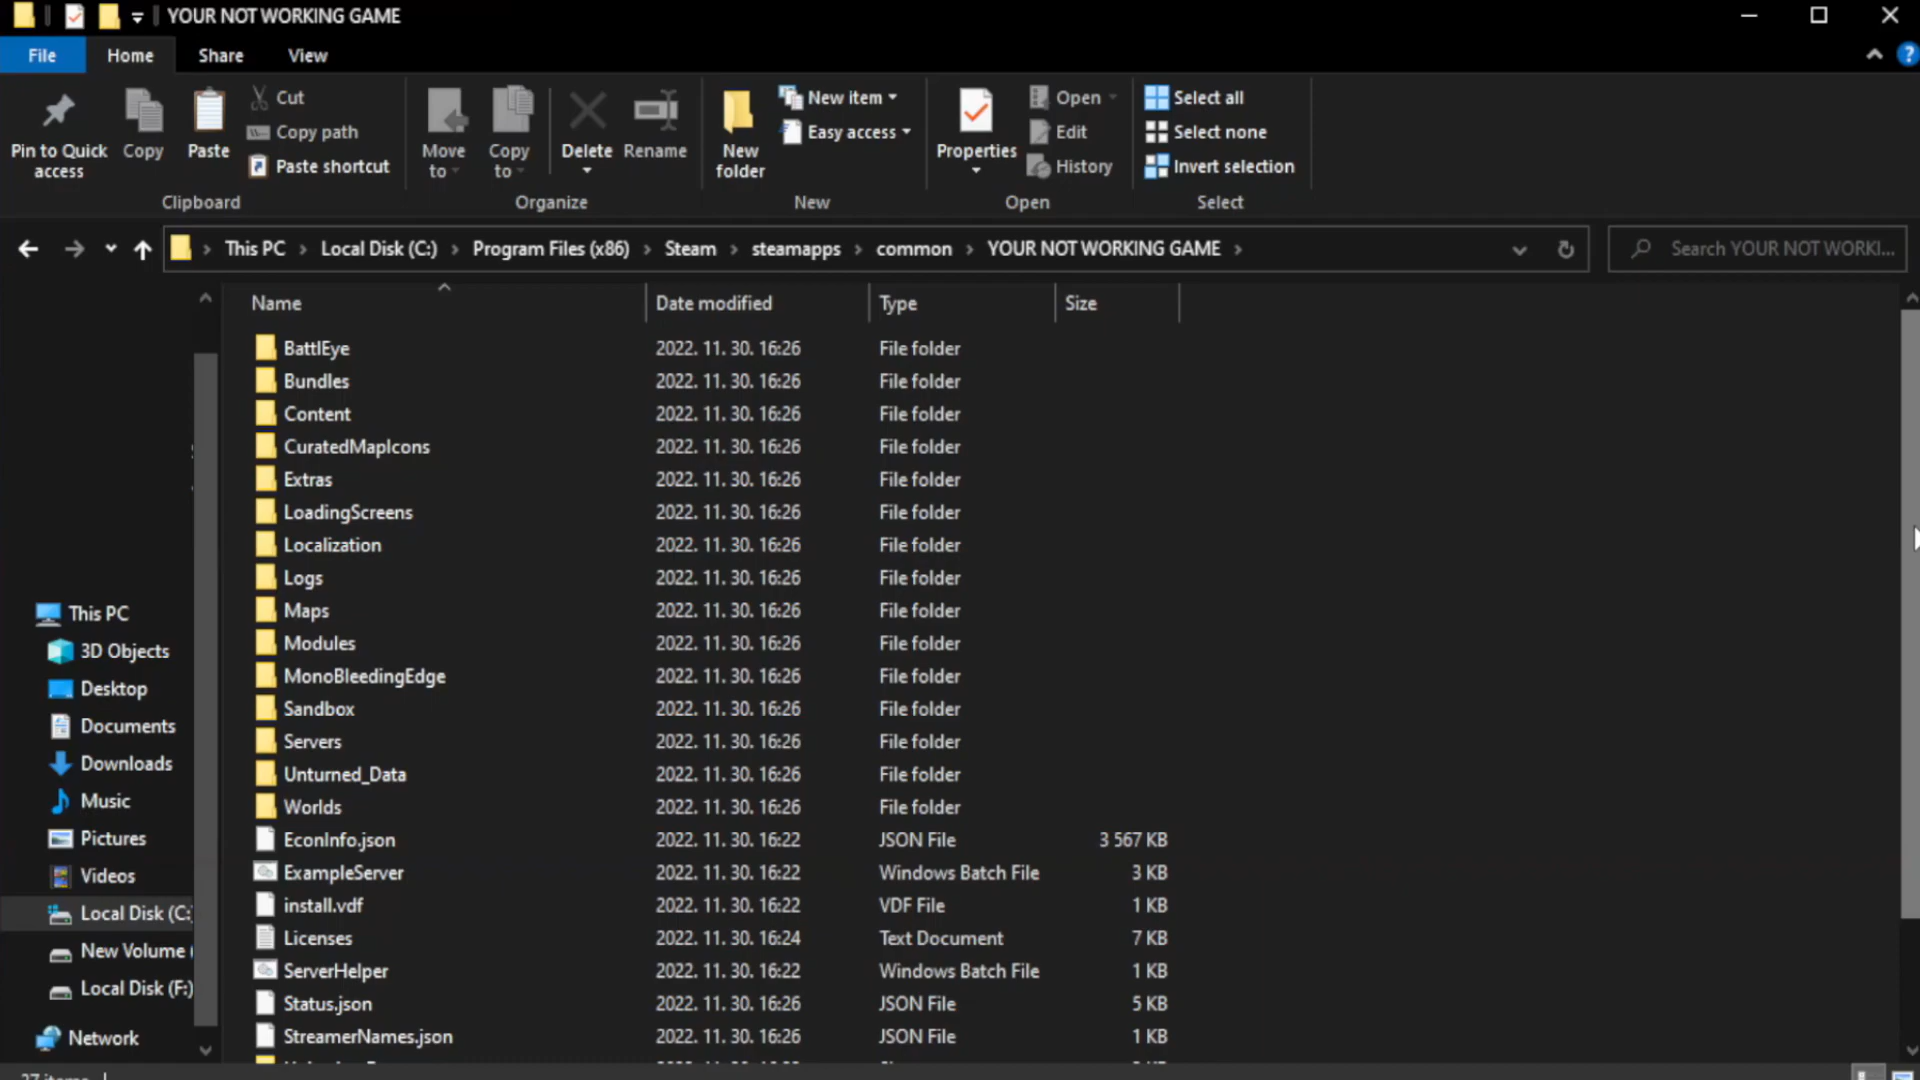 YOUR NOT WORKING GAME
File Home Share View
Pin to Quick access
Copy
Paste
Cut
Copy path
Paste shortcut
Clipboard
Move to
Copy to
Delete
Rename
Organize
New folder
New item
Easy access
New
Properties
Open
Edit
History
Open
Select all
Select none
Invert selection
Select
This PC > Local Disk (C:) > Program Files (x86) > Steam > steamapps > common > YOUR NOT WORKING GAME >
Search YOUR NOT WORKI...
Name Date modified Type Size
BattlEye 2022. 11. 30. 16:26 File folder
Bundles 2022. 11. 30. 16:26 File folder
Content 2022. 11. 30. 16:26 File folder
CuratedMapIcons 2022. 11. 30. 16:26 File folder
Extras 2022. 11. 30. 16:26 File folder
LoadingScreens 2022. 11. 30. 16:26 File folder
Localization 2022. 11. 30. 16:26 File folder
Logs 2022. 11. 30. 16:26 File folder
Maps 2022. 11. 30. 16:26 File folder
Modules 2022. 11. 30. 16:26 File folder
MonoBleedingEdge 2022. 11. 30. 16:26 File folder
Sandbox 2022. 11. 30. 16:26 File folder
Servers 2022. 11. 30. 16:26 File folder
Unturned_Data 2022. 11. 30. 16:26 File folder
Worlds 2022. 11. 30. 16:26 File folder
EconInfo.json 2022. 11. 30. 16:22 JSON File 3 567 KB
ExampleServer 2022. 11. 30. 16:22 Windows Batch File 3 KB
install.vdf 2022. 11. 30. 16:22 VDF File 1 KB
Licenses 2022. 11. 30. 16:24 Text Document 7 KB
ServerHelper 2022. 11. 30. 16:22 Windows Batch File 1 KB
Status.json 2022. 11. 30. 16:26 JSON File 5 KB
StreamerNames.json 2022. 11. 30. 16:26 JSON File 1 KB
This PC
3D Objects
Desktop
Documents
Downloads
Music
Pictures
Videos
Local Disk (C:
New Volume (
Local Disk (F:)
Network